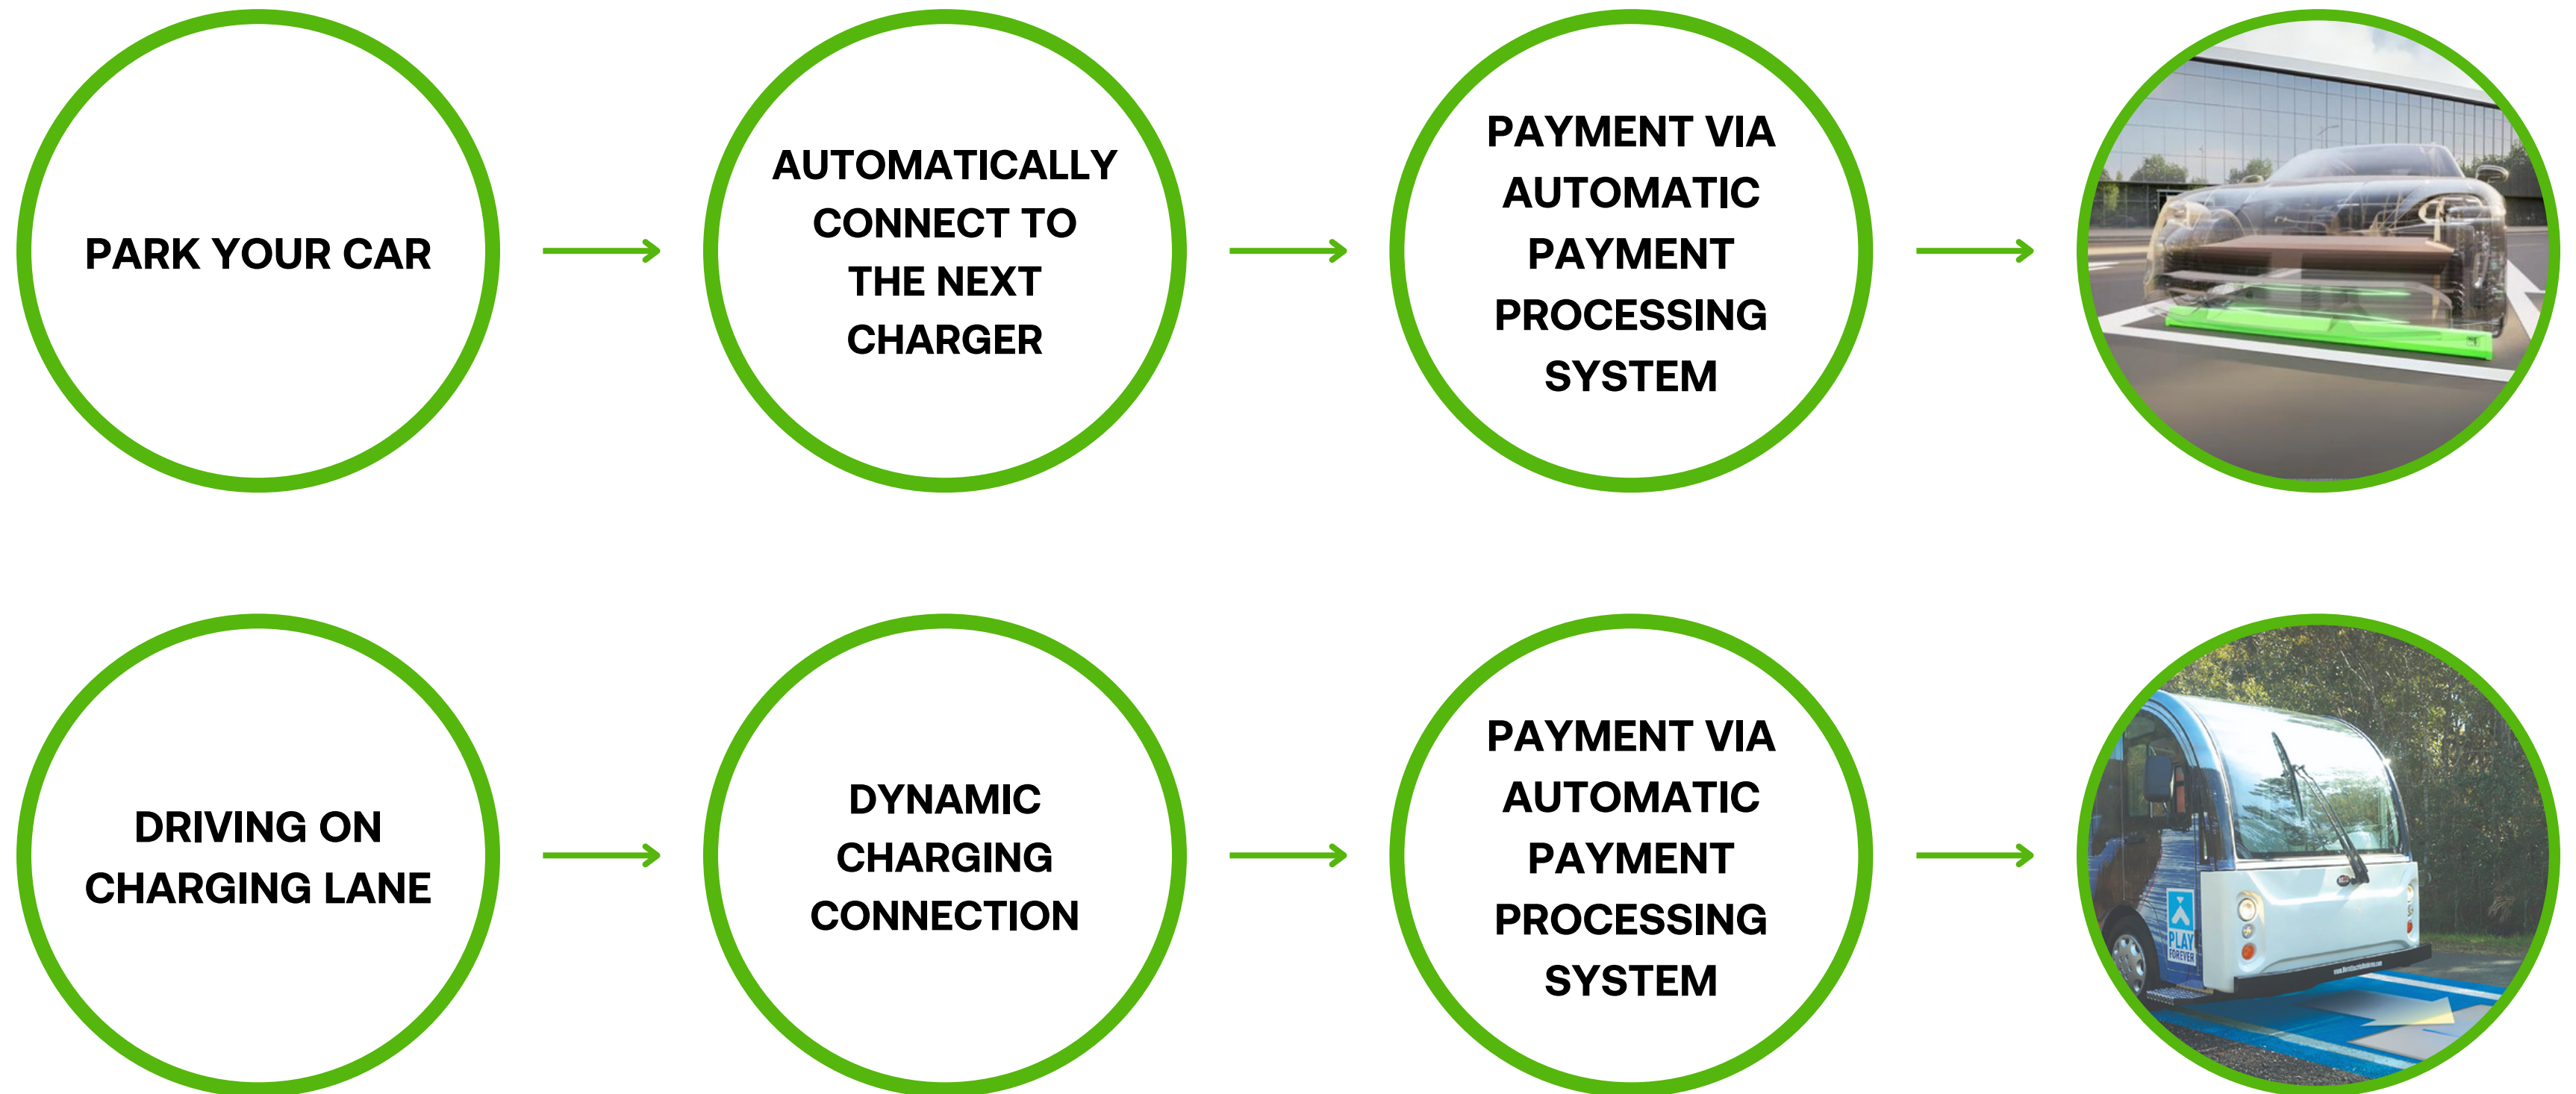 PARK YOUR CAR
AUTOMATICALLY
CONNECT TO
THE NEXT
CHARGER
PAYMENT VIA
AUTOMATIC
PAYMENT
PROCESSING
SYSTEM
DRIVING ON
CHARGING LANE
DYNAMIC
CHARGING
CONNECTION
PAYMENT VIA
AUTOMATIC
PAYMENT
PROCESSING
SYSTEM
PLAY
FOREVER